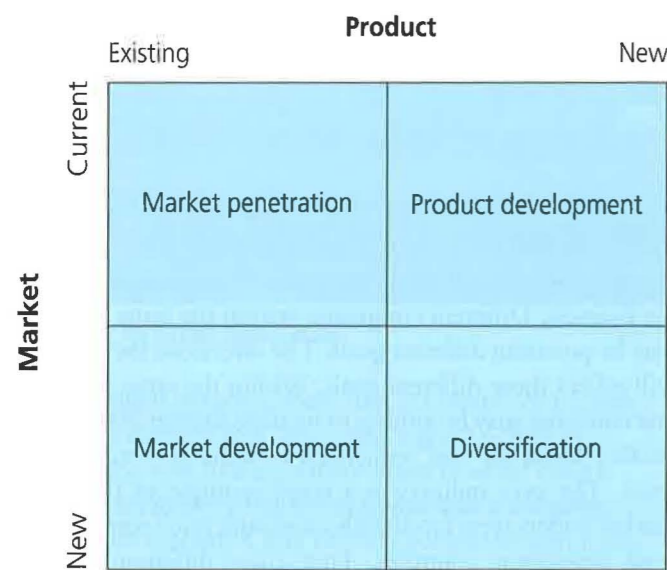 Product
Existing New
Current
Market penetration Product development
Market
Market development Diversification
New